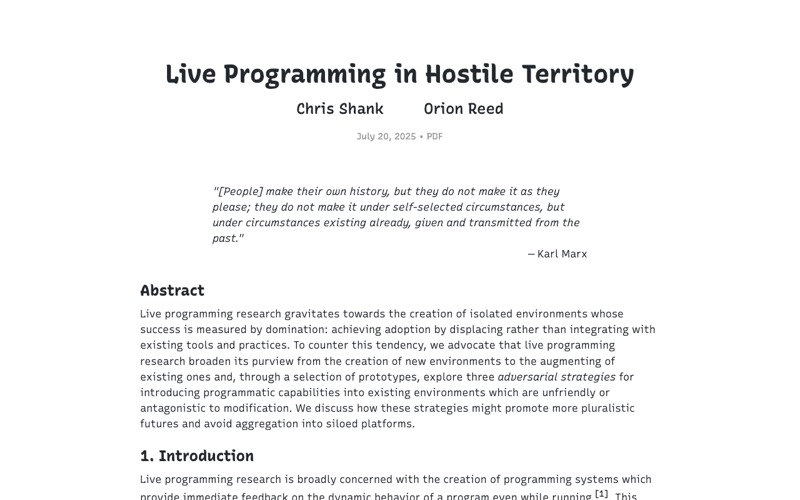 Live Programming in Hostile Territory
Chris Shank Orion Reed
July 20, 2025 • PDF
"[People] make their own history, but they do not make it as they
please; they do not make it under self-selected circumstances, but
under circumstances existing already, given and transmitted from the
past."
— Karl Marx
Abstract
Live programming research gravitates towards the creation of isolated environments whose
success is measured by domination: achieving adoption by displacing rather than integrating with
existing tools and practices. To counter this tendency, we advocate that live programming
research broaden its purview from the creation of new environments to the augmenting of
existing ones and, through a selection of prototypes, explore three adversarial strategies for
introducing programmatic capabilities into existing environments which are unfriendly or
antagonistic to modification. We discuss how these strategies might promote more pluralistic
futures and avoid aggregation into siloed platforms.
1. Introduction
Live programming research is broadly concerned with the creation of programming systems which
provide immediate feedback on the dynamic behavior of a program even while running [1]. This